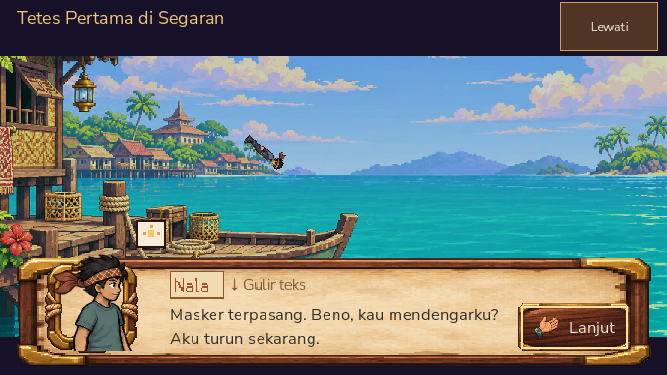 Tetes Pertama di Segaran
Lewati
Nala
↓ Gulir teks
Masker terpasang. Beno, kau mendengarku?
Aku turun sekarang.
Lanjut